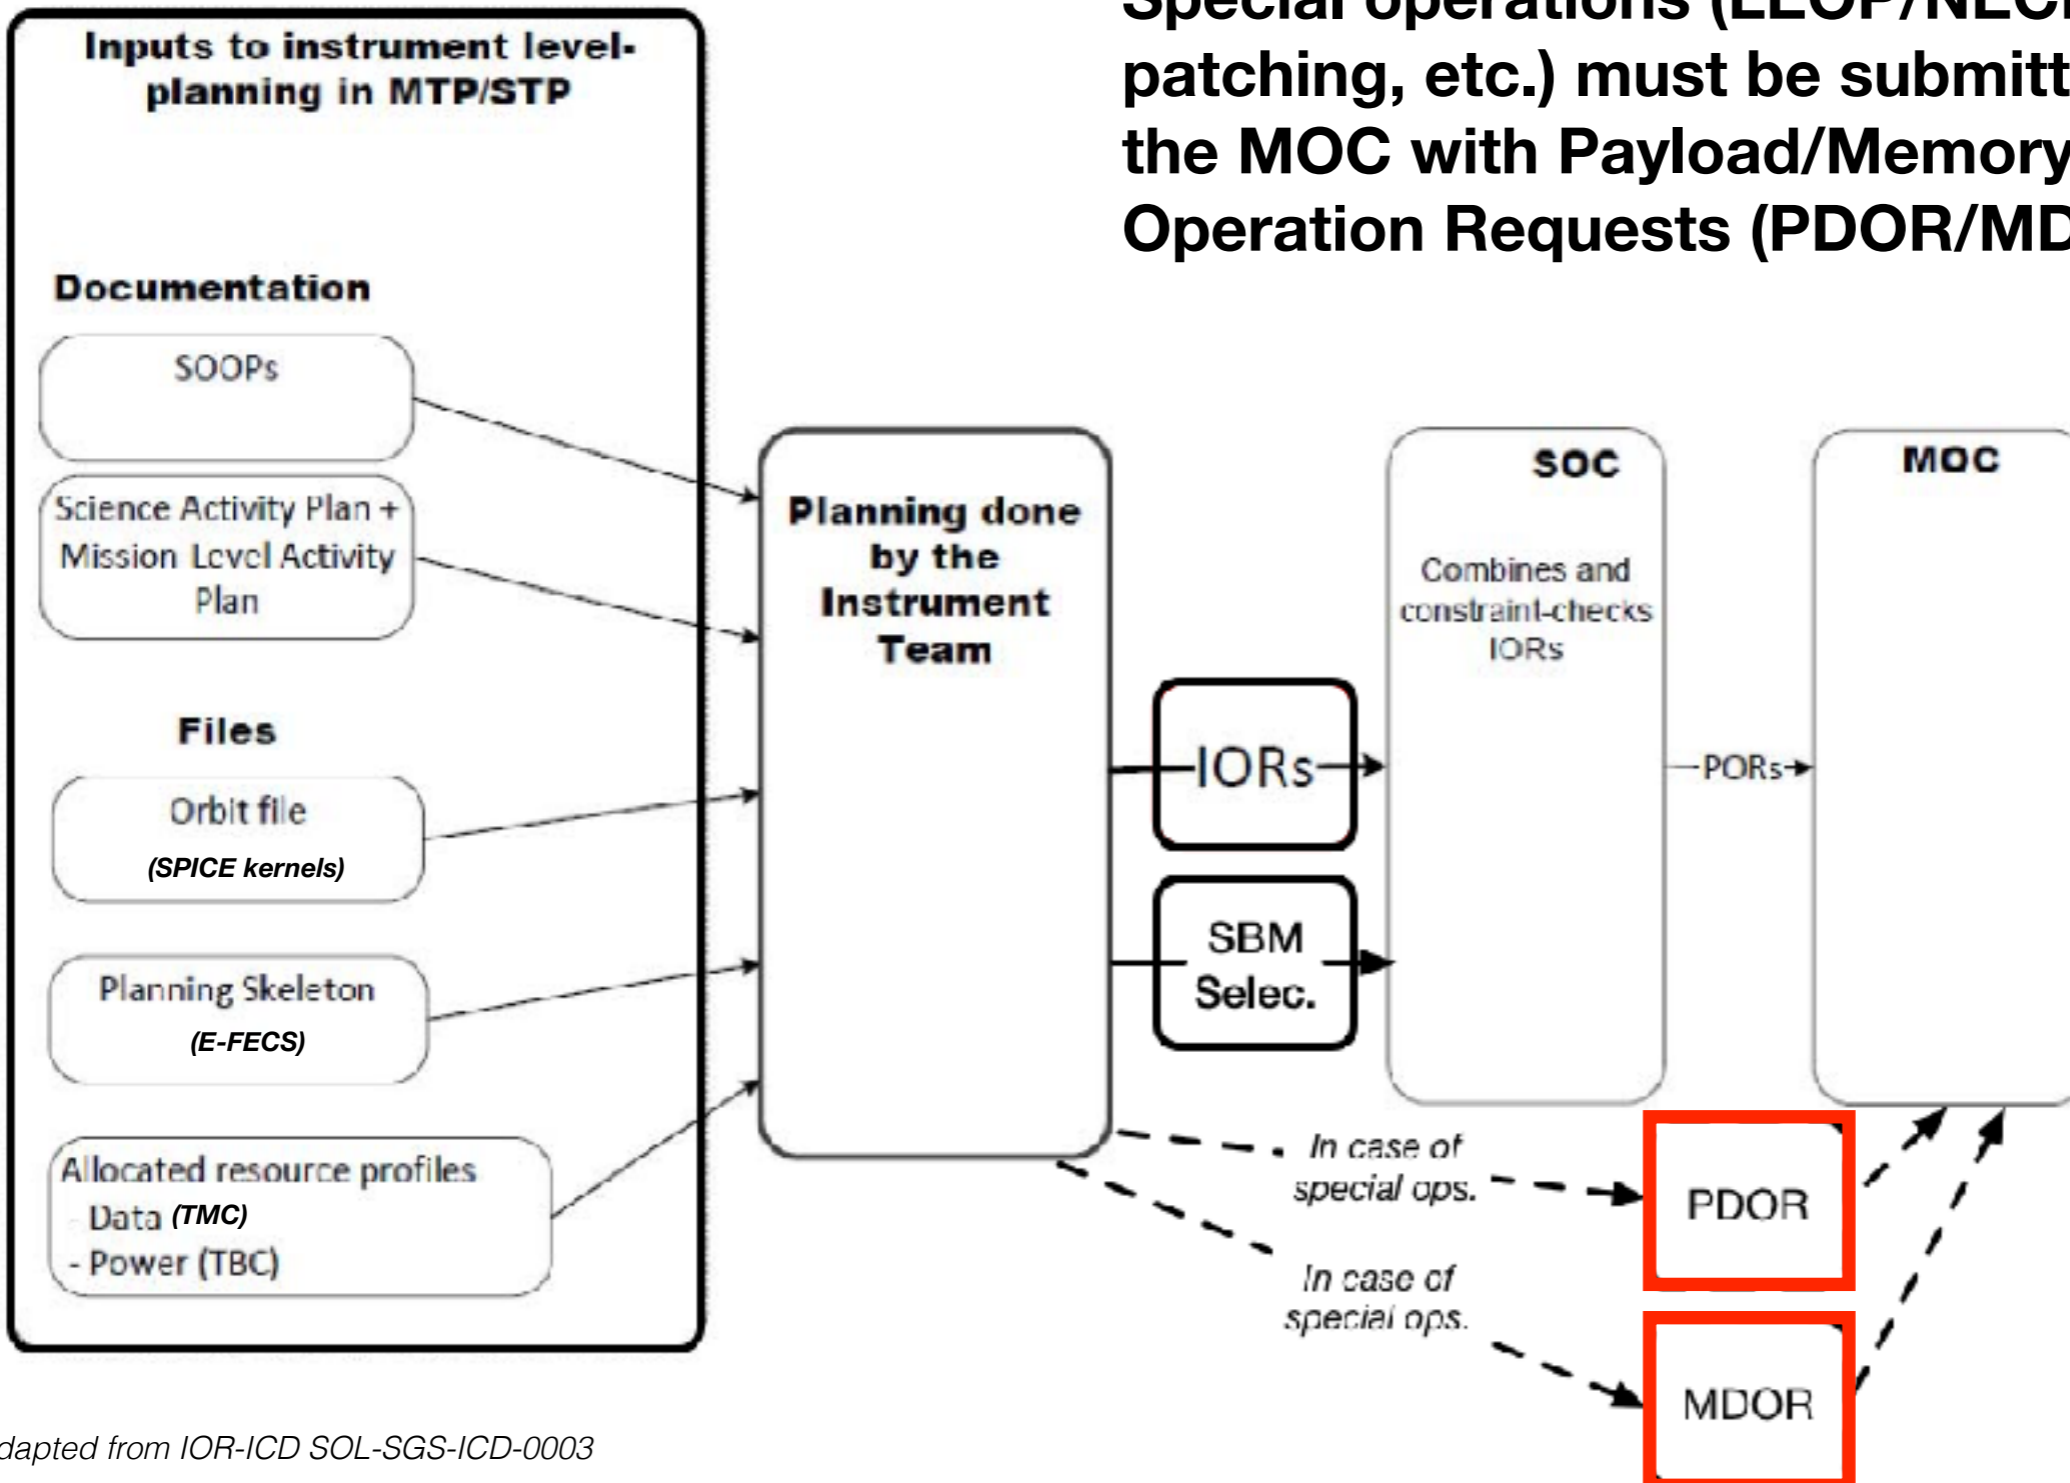 Special operations (LEOP/NECP,
patching, etc.) must be submitt
the MOC with Payload/Memory
Operation Requests (PDOR/MD
Inputs to instrument level-
planning in MTP/STP
Documentation
SOOPs
Science Activity Plan +
Mission Level Activity
Plan
Files
Orbit file
(SPICE kernels)
Planning Skeleton
(E-FECS)
Allocated resource profiles
- Data (TMC)
- Power (TBC)
Planning done
by the
Instrument
Team
IORs
SBM
Selec.
SOC
Combines and
constraint-checks
IORs
PORs
MOC
In case of
special ops.
PDOR
In case of
special ops.
MDOR
dapted from IOR-ICD SOL-SGS-ICD-0003